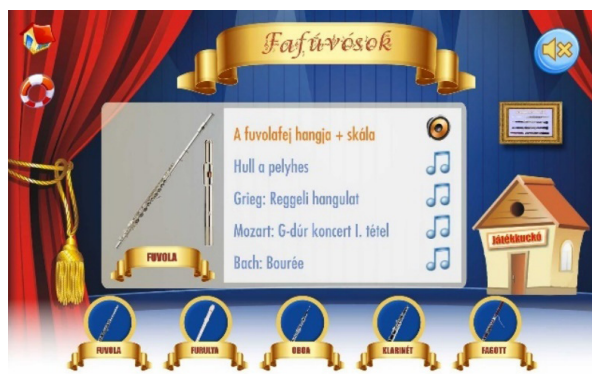 Fafúvósok
A fuvolafej hangja + skála
Hull a pelyhes
Grieg: Reggeli hangulat
Mozart: G-dúr koncert I. tétel
Bach: Bourée
FUVOLA
Játékkuckó
FUVOLA
FURULYA
OBOA
KLARINÉT
FAGOTT